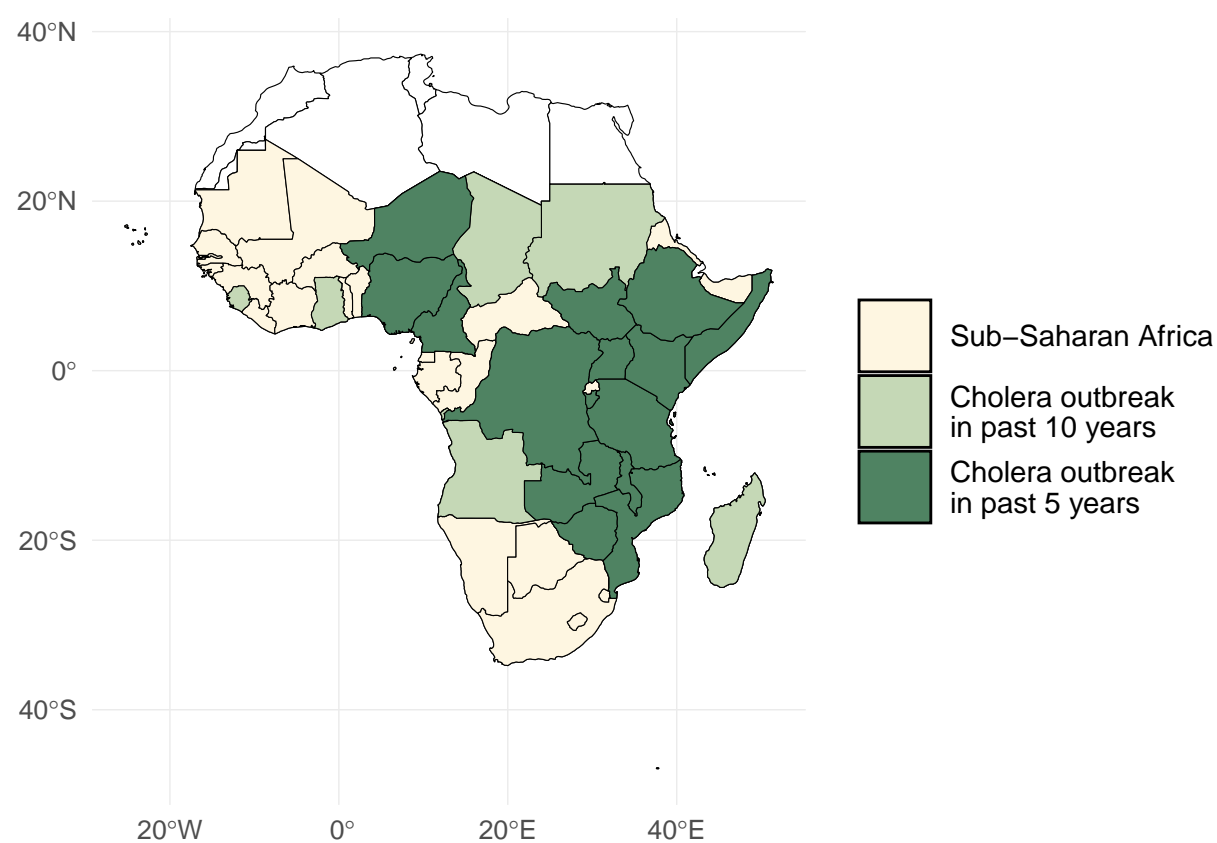 40°N
20°N
0°
20°S
40°S
20°W
0°
20°E
40°E
Sub−Saharan Africa
Cholera outbreak
in past 10 years
Cholera outbreak
in past 5 years